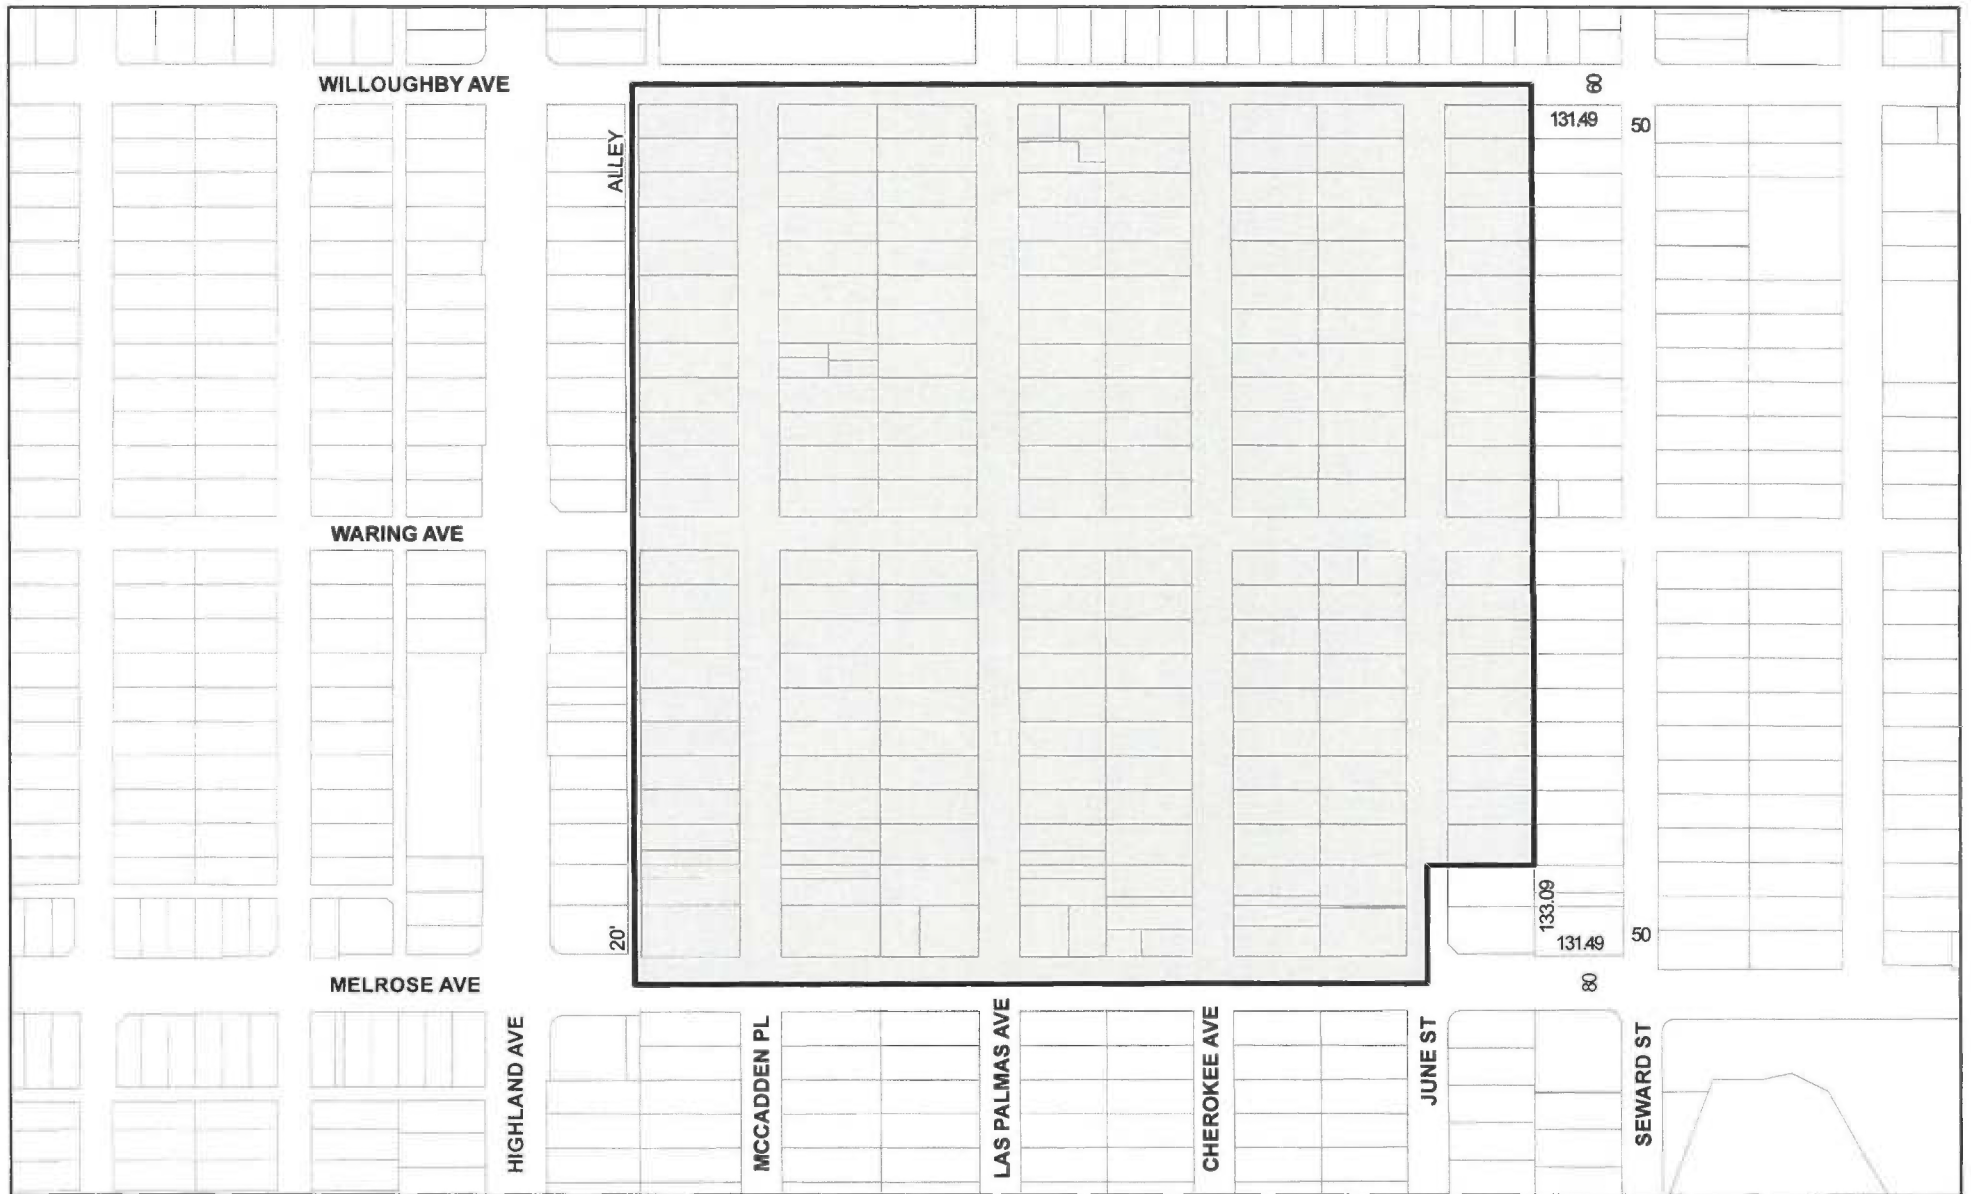 WILLOUGHBY AVE
60
131.49
50
ALLEY
WARING AVE
133.09
20'
131.49
50
MELROSE AVE
80
HIGHLAND AVE
MCCADDEN PL
LAS PALMAS AVE
CHEROKEE AVE
JUNE ST
SEWARD ST